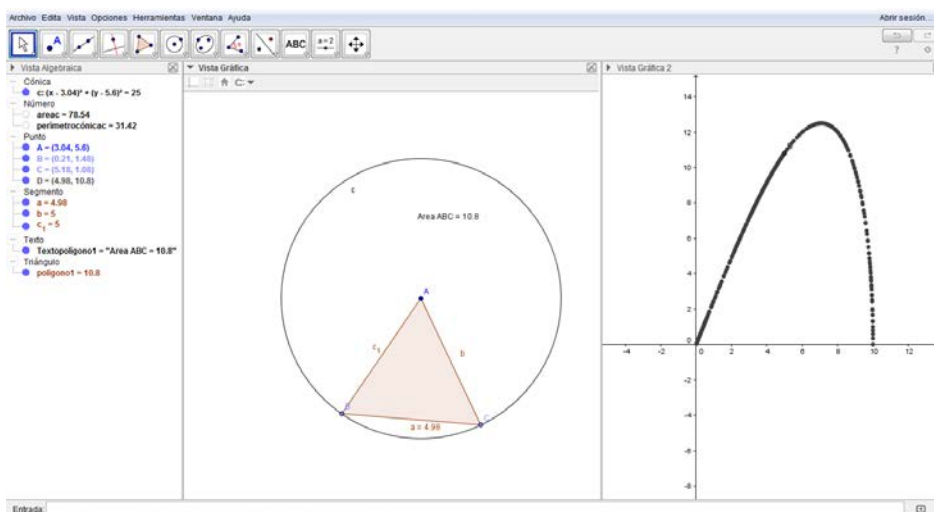 Archivo Edita Vista Opciones Herramientas Ventana Ayuda
Abrir sesión...
A
ABC
a=2
?
Vista Algebraica
Cónica
c: (x - 3.04)² + (y - 5.6)² = 25
Número
areac = 78.54
perimetrocónicac = 31.42
Punto
A = (3.04, 5.6)
B = (0.21, 1.48)
C = (5.18, 1.08)
D = (4.98, 10.8)
Segmento
a = 4.98
b = 5
c₁ = 5
Texto
Textopoligono1 = "Area ABC = 10.8"
Triángulo
poligono1 = 10.8
Vista Gráfica
c
Area ABC = 10.8
A
c₁
b
B
C
a = 4.98
Vista Gráfica 2
14
12
10
8
6
4
2
0
-4 -2 0 2 4 6 8 10 12
-2
-4
-6
-8
Entrada: